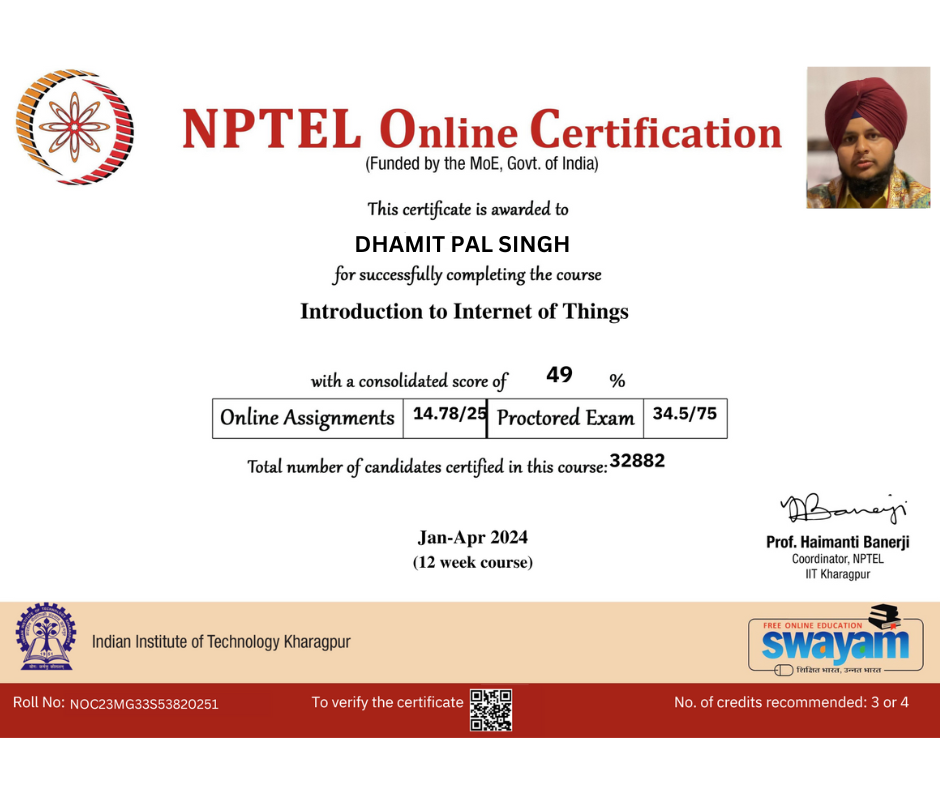 NPTEL Online Certification
(Funded by the MoE, Govt. of India)
This certificate is awarded to
DHAMIT PAL SINGH
for successfully completing the course
Introduction to Internet of Things
with a consolidated score of 49 %
Online Assignments 14.78/25 Proctored Exam 34.5/75
Total number of candidates certified in this course: 32882
Prof. Haimanti Banerji
Coordinator, NPTEL
IIT Kharagpur
Jan-Apr 2024
(12 week course)
Indian Institute of Technology Kharagpur
FREE ONLINE EDUCATION
swayam
शिक्षित भारत, उन्नत भारत
Roll No: NOC23MG33S53820251 To verify the certificate No. of credits recommended: 3 or 4